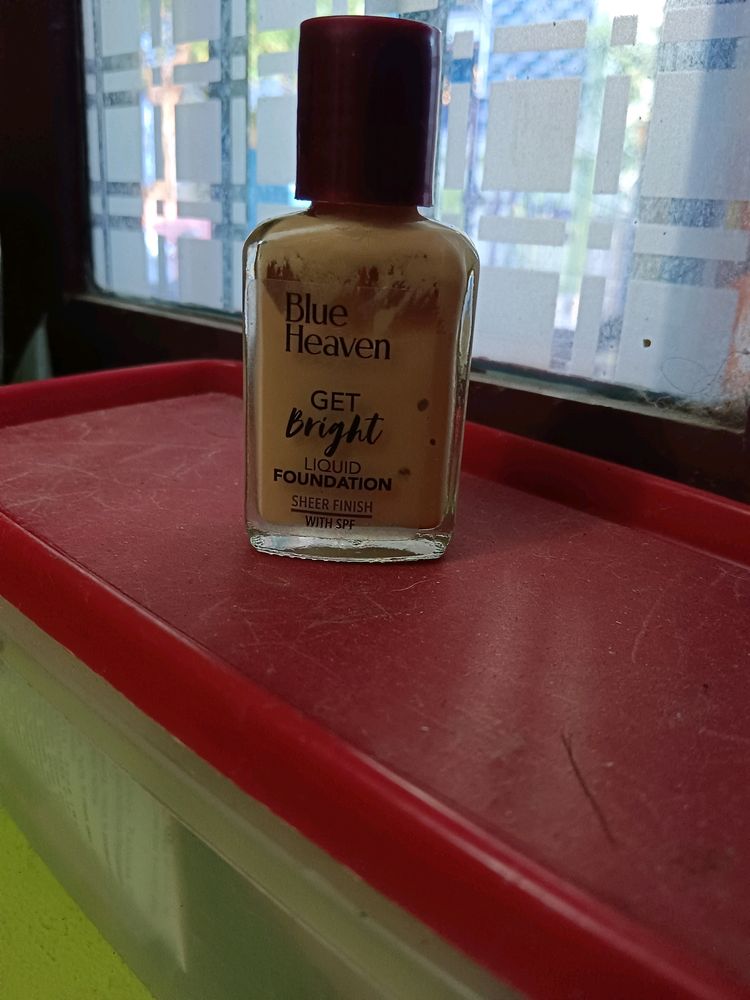 Blue
Heaven
GET
Bright
LIQUID
FOUNDATION
SHEER FINISH
WITH SPF